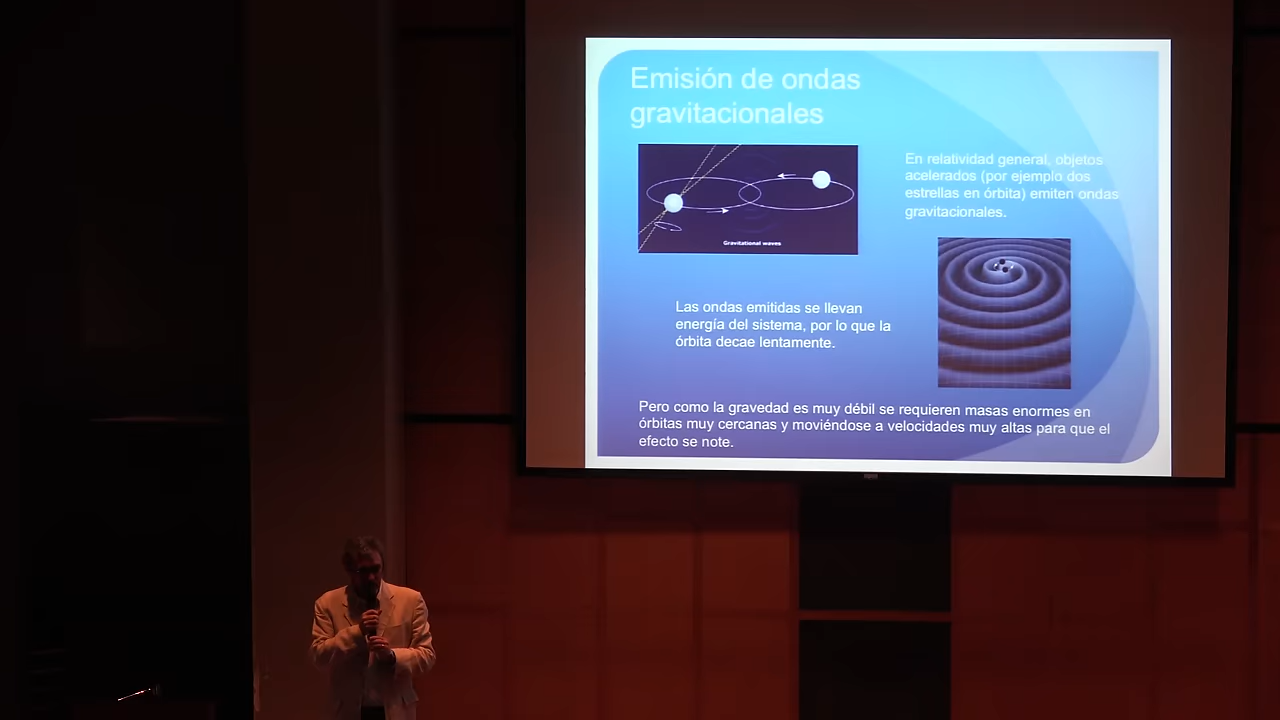 Emisión de ondas
gravitacionales
Gravitational waves
En relatividad general, objetos
acelerados (por ejemplo dos
estrellas en órbita) emiten ondas
gravitacionales.
Las ondas emitidas se llevan
energía del sistema, por lo que la
órbita decae lentamente.
Pero como la gravedad es muy débil se requieren masas enormes en
órbitas muy cercanas y moviéndose a velocidades muy altas para que el
efecto se note.